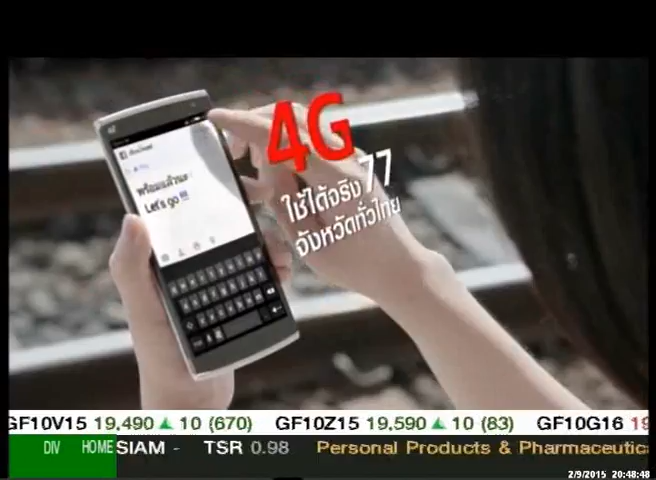 4G
ใช้ได้จริง 77
จังหวัดทั่วไทย
พร้อมแล้วนะ
Let's go
GF10V15 19,490 ▲ 10 (670) GF10Z15 19,590 ▲ 10 (83) GF10G16 19
DIV HOME SIAM - TSR 0.98 Personal Products & Pharmaceutic
2/9/2015 20:48:48